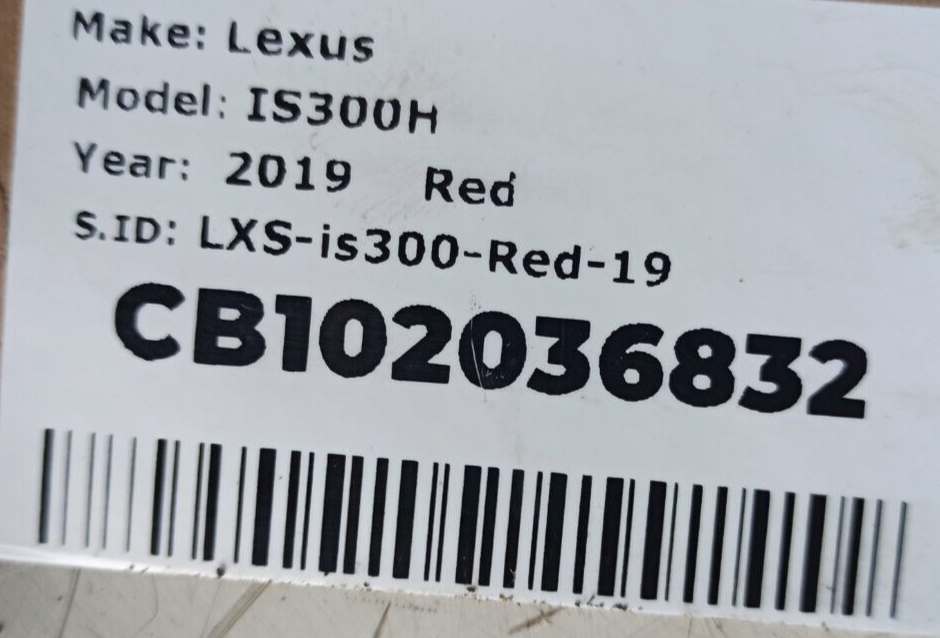 Make: Lexus
Model: IS300H
Year: 2019 Red
S.ID: LXS-is300-Red-19
CB102036832